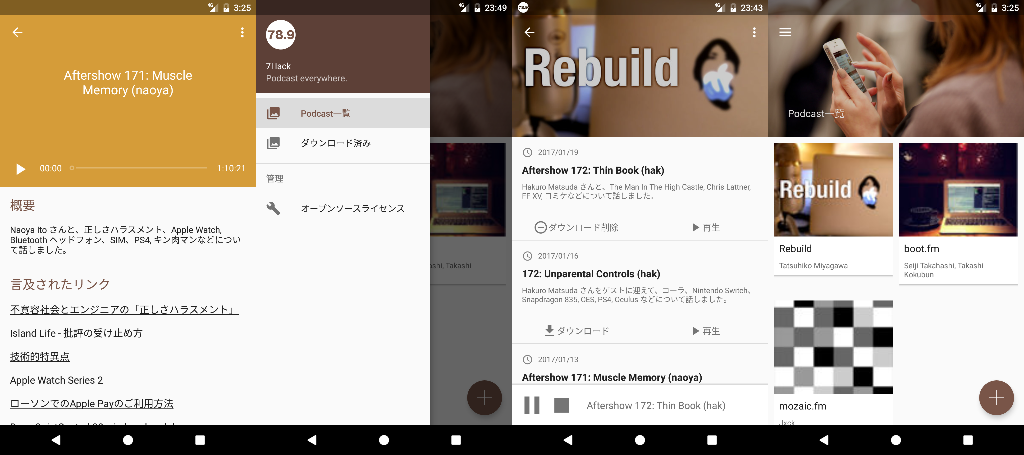 3:25
Aftershow 171: Muscle
Memory (naoya)
00:00
1:10:21
概要
Naoya Ito さんと、正しさハラスメント、Apple Watch,
Bluetooth ヘッドフォン、SIM、PS4, キン肉マンなどについ
て話しました。
言及されたリンク
不寛容社会とエンジニアの「正しさハラスメント」
Island Life - 批評の受け止め方
技術的特異点
Apple Watch Series 2
ローソンでのApple Payのご利用方法
23:49
78.9
7Hack
Podcast everywhere.
Podcast一覧
ダウンロード済み
管理
オープンソースライセンス
Seiji Takahashi, Takashi
Kokubun
78.9
23:43
Rebuild
2017/01/19
Aftershow 172: Thin Book (hak)
Hakuro Matsuda さんと、The Man In The High Castle, Chris Lattner,
FF XV, コミケなどについて話しました。
ダウンロード削除
再生
2017/01/16
172: Unparental Controls (hak)
Hakuro Matsuda さんをゲストに迎えて、コーラ、Nintendo Switch,
Snapdragon 835, CES, PS4, Oculus などについて話しました。
ダウンロード
再生
2017/01/13
Aftershow 171: Muscle Memory (naoya)
Aftershow 172: Thin Book (hak)
3:25
Podcast一覧
Rebuild
Rebuild
Tatsuhiko Miyagawa
boot.fm
Seiji Takahashi, Takashi
Kokubun
mozaic.fm
Jxck